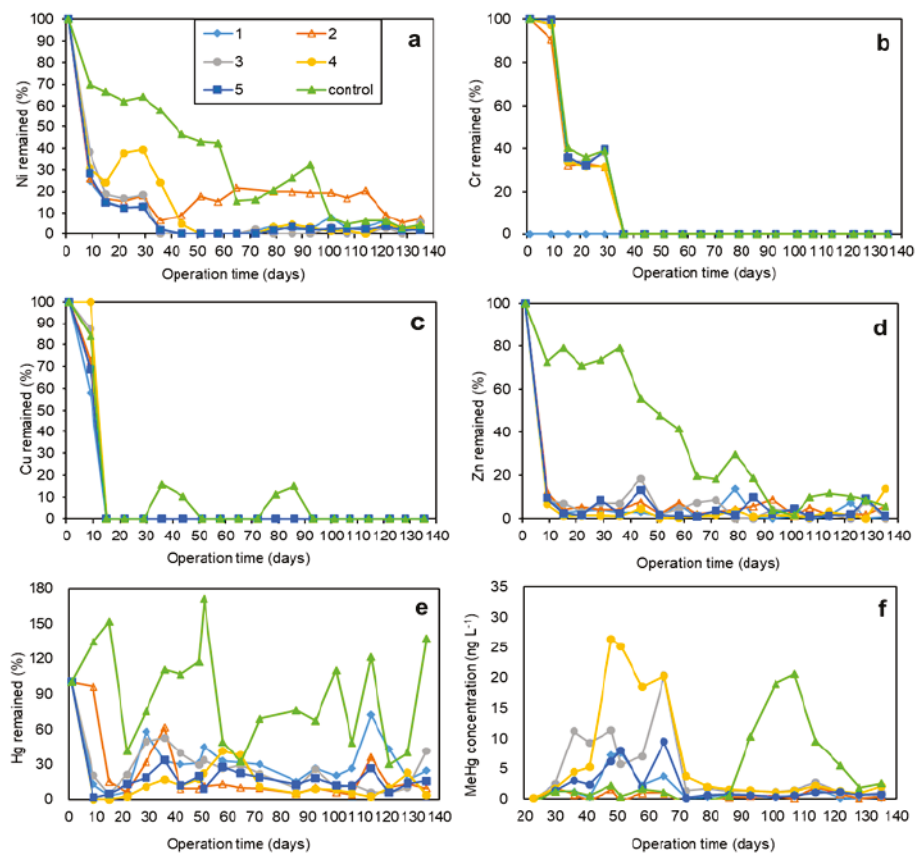 a
1
2
3
4
5
control
Ni remained (%)
100
90
80
70
60
50
40
30
20
10
0
0 10 20 30 40 50 60 70 80 90 100 110 120 130 140
Operation time (days)
b
Cr remained (%)
100
80
60
40
20
0
0 10 20 30 40 50 60 70 80 90 100 110 120 130 140
Operation time (days)
c
Cu remained (%)
100
90
80
70
60
50
40
30
20
10
0
0 10 20 30 40 50 60 70 80 90 100 110 120 130 140
Operation time (days)
d
Zn remained (%)
100
80
60
40
20
0
0 10 20 30 40 50 60 70 80 90 100 110 120 130 140
Operation time (days)
e
Hg remained (%)
180
150
120
90
60
30
0
0 10 20 30 40 50 60 70 80 90 100 110 120 130 140
Operation time (days)
f
MeHg concentration (ng L⁻¹)
35
30
25
20
15
10
5
0
20 30 40 50 60 70 80 90 100 110 120 130 140
Operation time (days)